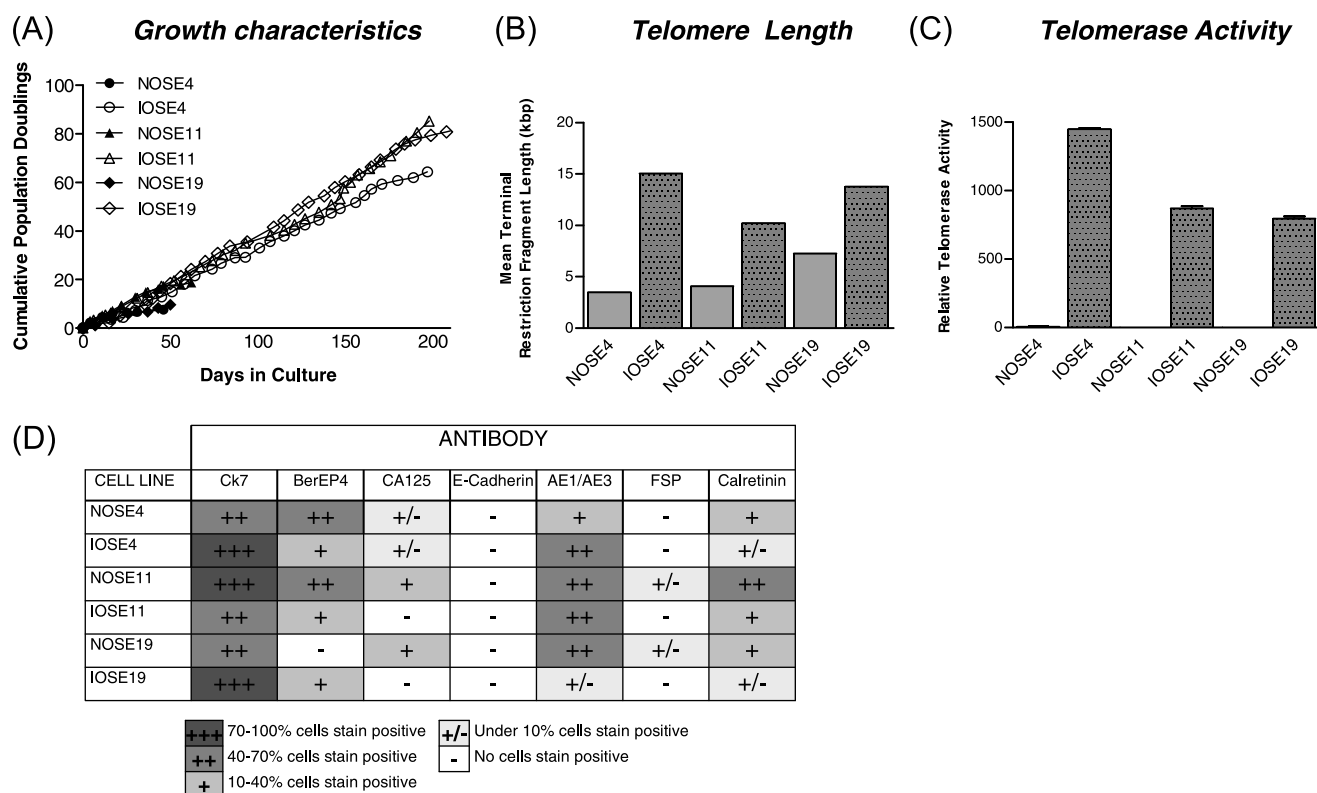 (A) Growth characteristics
Cumulative Population Doublings
100
80
60
40
20
0
NOSE4
IOSE4
NOSE11
IOSE11
NOSE19
IOSE19
0 50 100 150 200
Days in Culture
(B) Telomere Length
Mean Terminal
Restriction Fragment Length (kbp)
20
15
10
5
0
NOSE4 IOSE4 NOSE11 IOSE11 NOSE19 IOSE19
(C) Telomerase Activity
Relative Telomerase Activity
1500
1000
500
0
NOSE4 IOSE4 NOSE11 IOSE11 NOSE19 IOSE19
(D)
ANTIBODY
CELL LINE Ck7 BerEP4 CA125 E-Cadherin AE1/AE3 FSP Calretinin
NOSE4 ++ ++ +/- - + - +
IOSE4 +++ + +/- - ++ - +/-
NOSE11 +++ ++ + - ++ +/- ++
IOSE11 ++ + - - ++ - +
NOSE19 ++ - + - ++ +/- +
IOSE19 +++ + - - +/- - +/-
+++ 70-100% cells stain positive +/- Under 10% cells stain positive
++ 40-70% cells stain positive - No cells stain positive
+ 10-40% cells stain positive